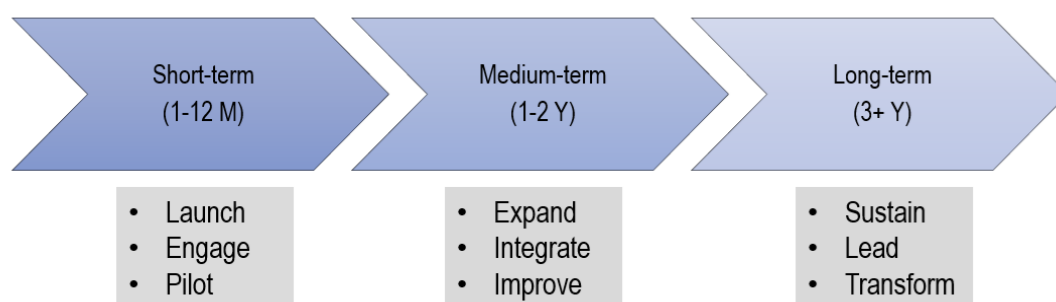 Short-term
(1-12 M)
Medium-term
(1-2 Y)
Long-term
(3+ Y)
• Launch
• Engage
• Pilot
• Expand
• Integrate
• Improve
• Sustain
• Lead
• Transform